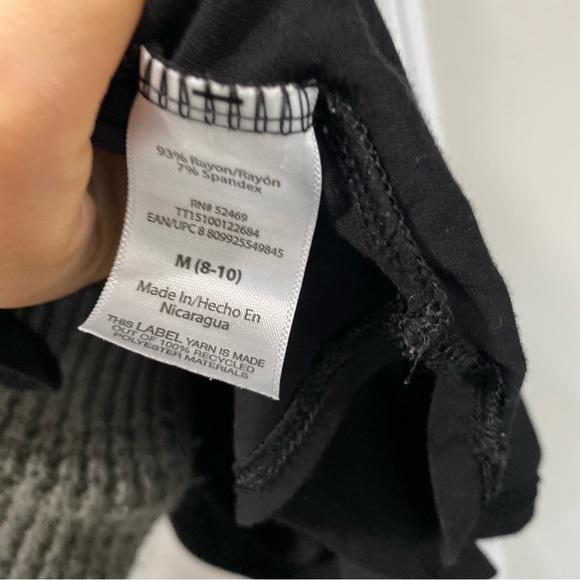 93% Rayon/Rayón
7% Spandex
RN# 52469
TT15100122684
EAN/UPC 8 809925549845
M (8-10)
Made In/Hecho En
Nicaragua
THIS LABEL YARN IS MADE
OUT OF 100% RECYCLED
POLYESTER MATERIALS